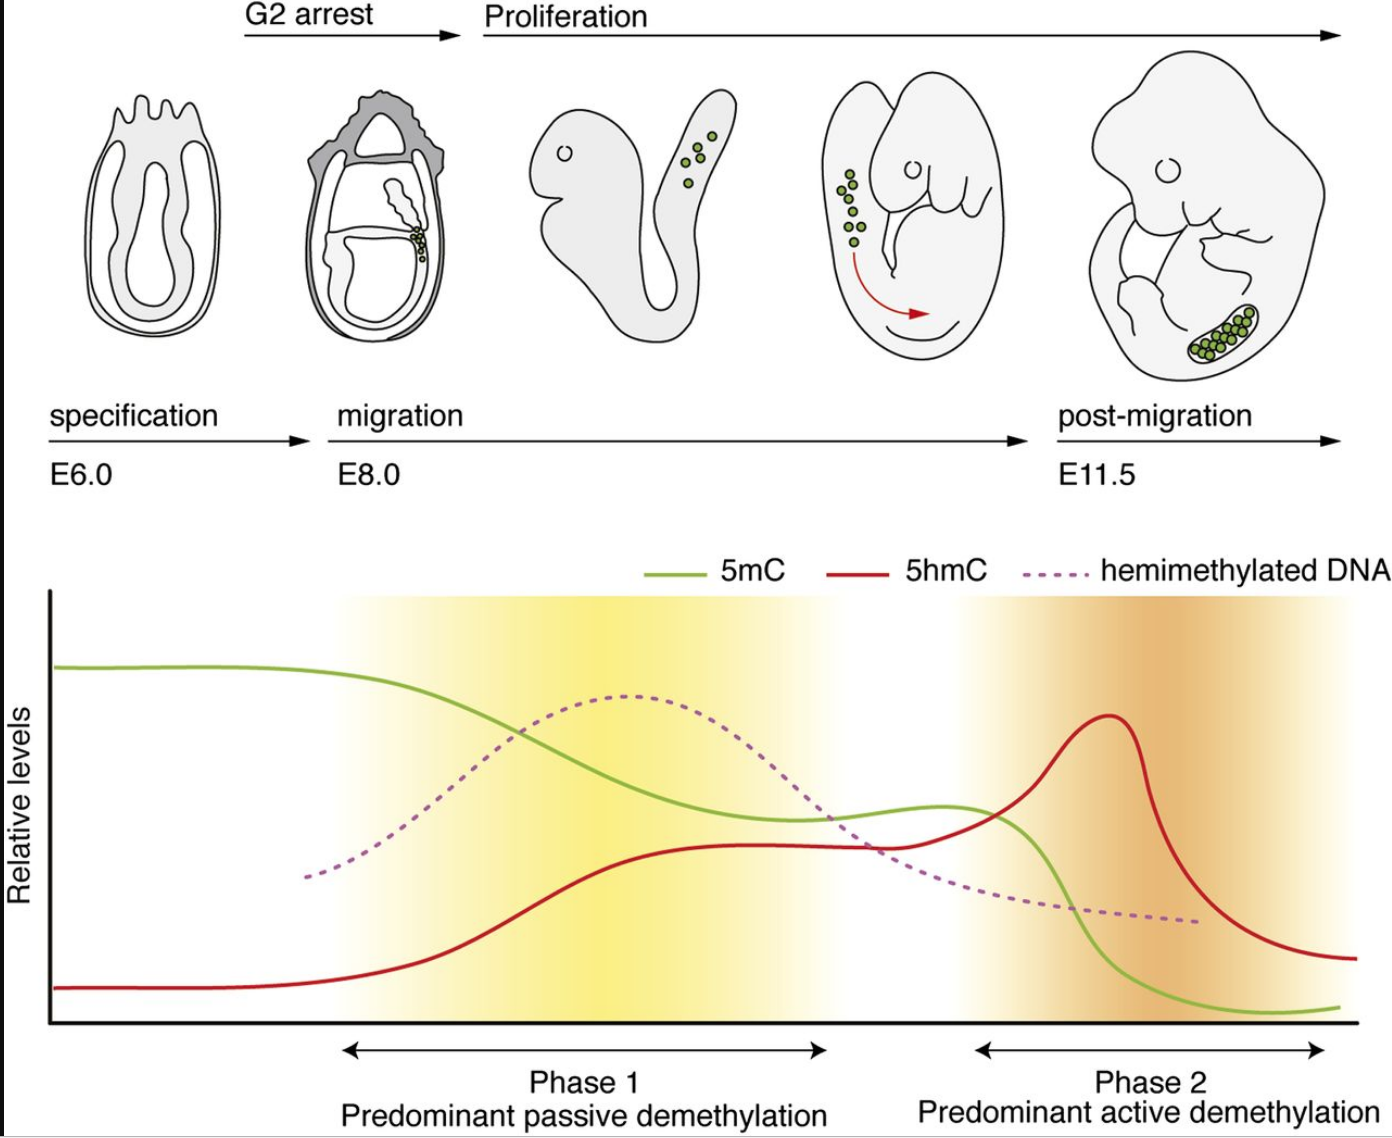 G2 arrest
Proliferation
specification
migration
post-migration
E6.0
E8.0
E11.5
5mC
5hmC
hemimethylated DNA
Relative levels
Phase 1
Predominant passive demethylation
Phase 2
Predominant active demethylation